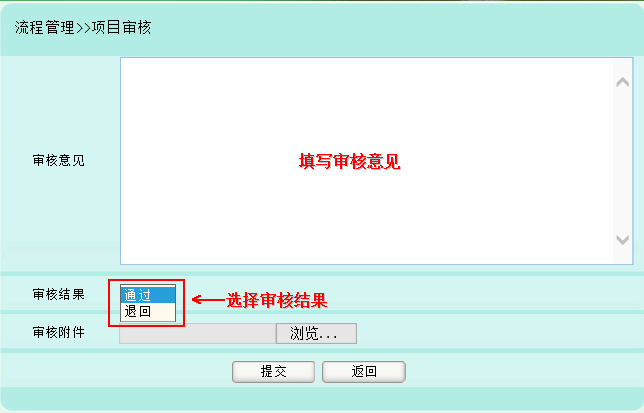 流程管理>>项目审核
审核意见
填写审核意见
审核结果
通过
退回
选择审核结果
审核附件
浏览...
提交
返回